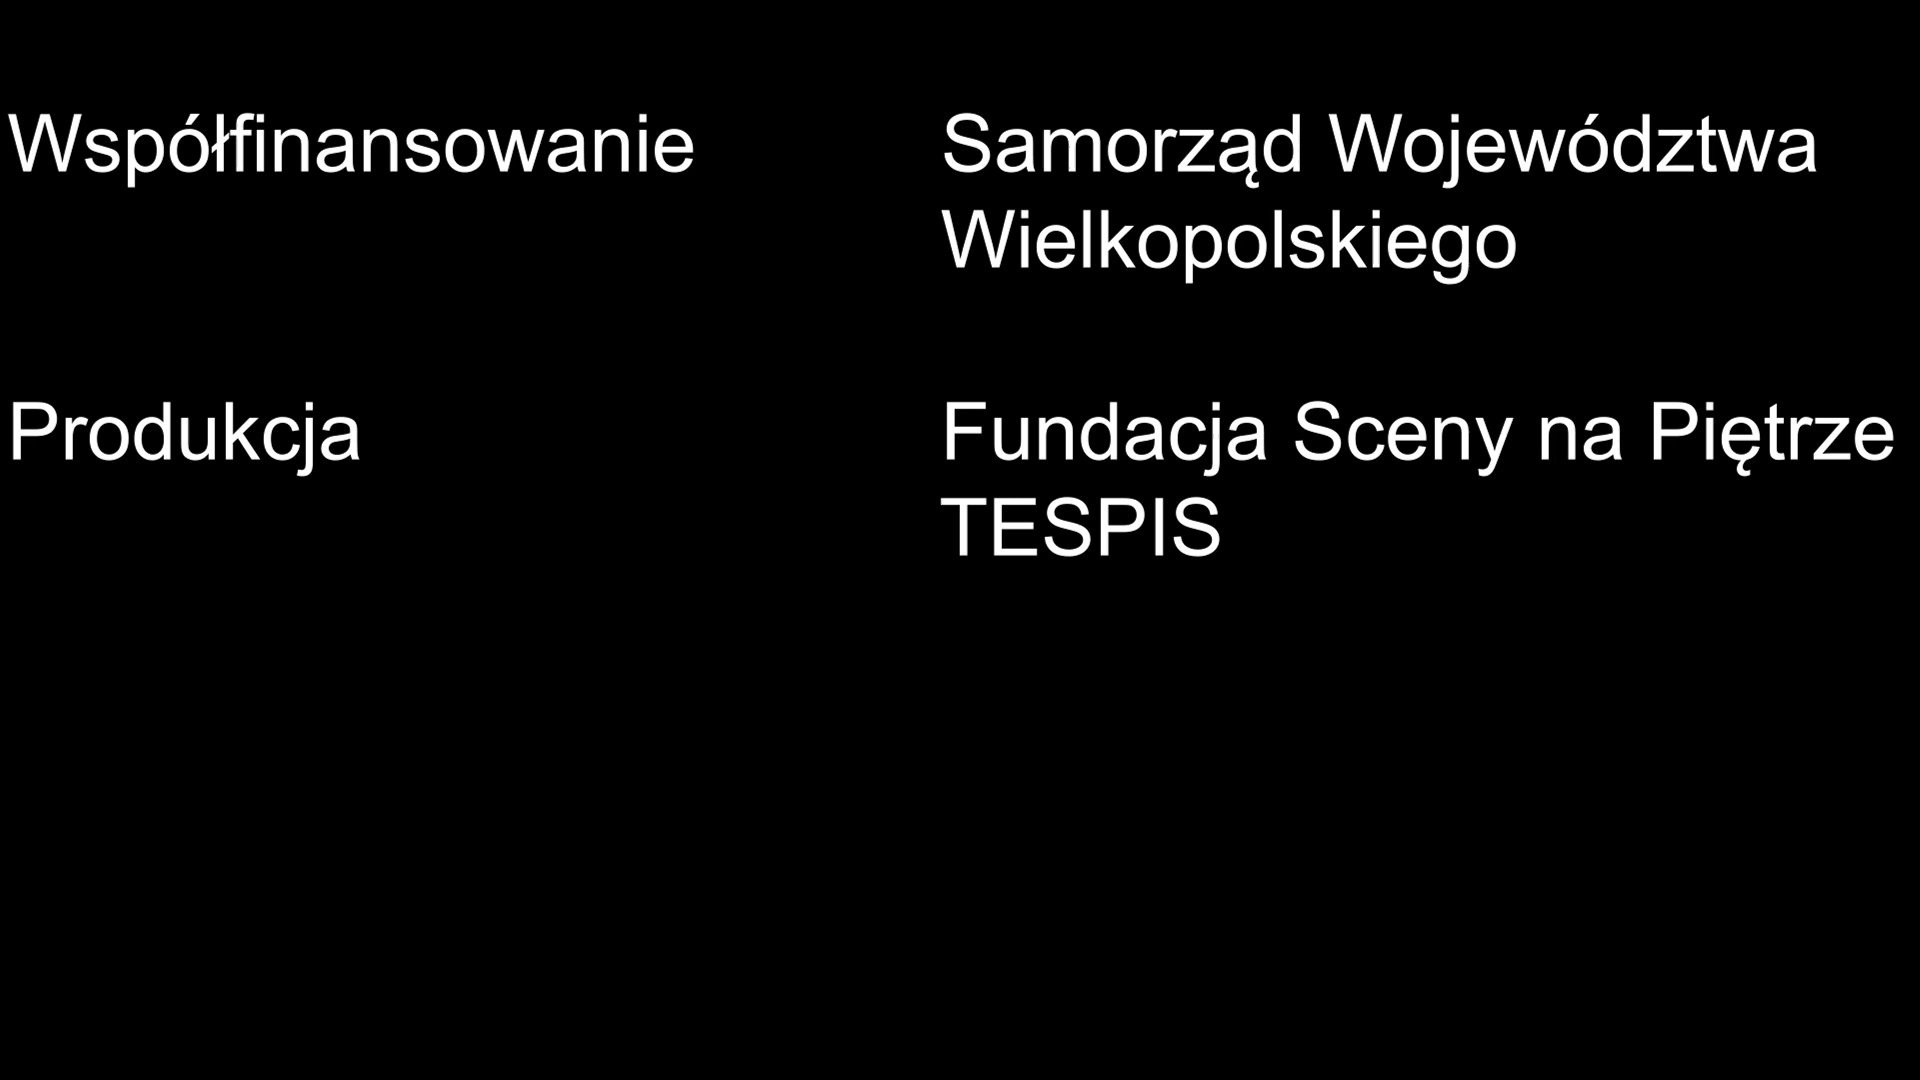 Współfinansowanie
Samorząd Województwa
Wielkopolskiego
Produkcja
Fundacja Sceny na Piętrze
TESPIS